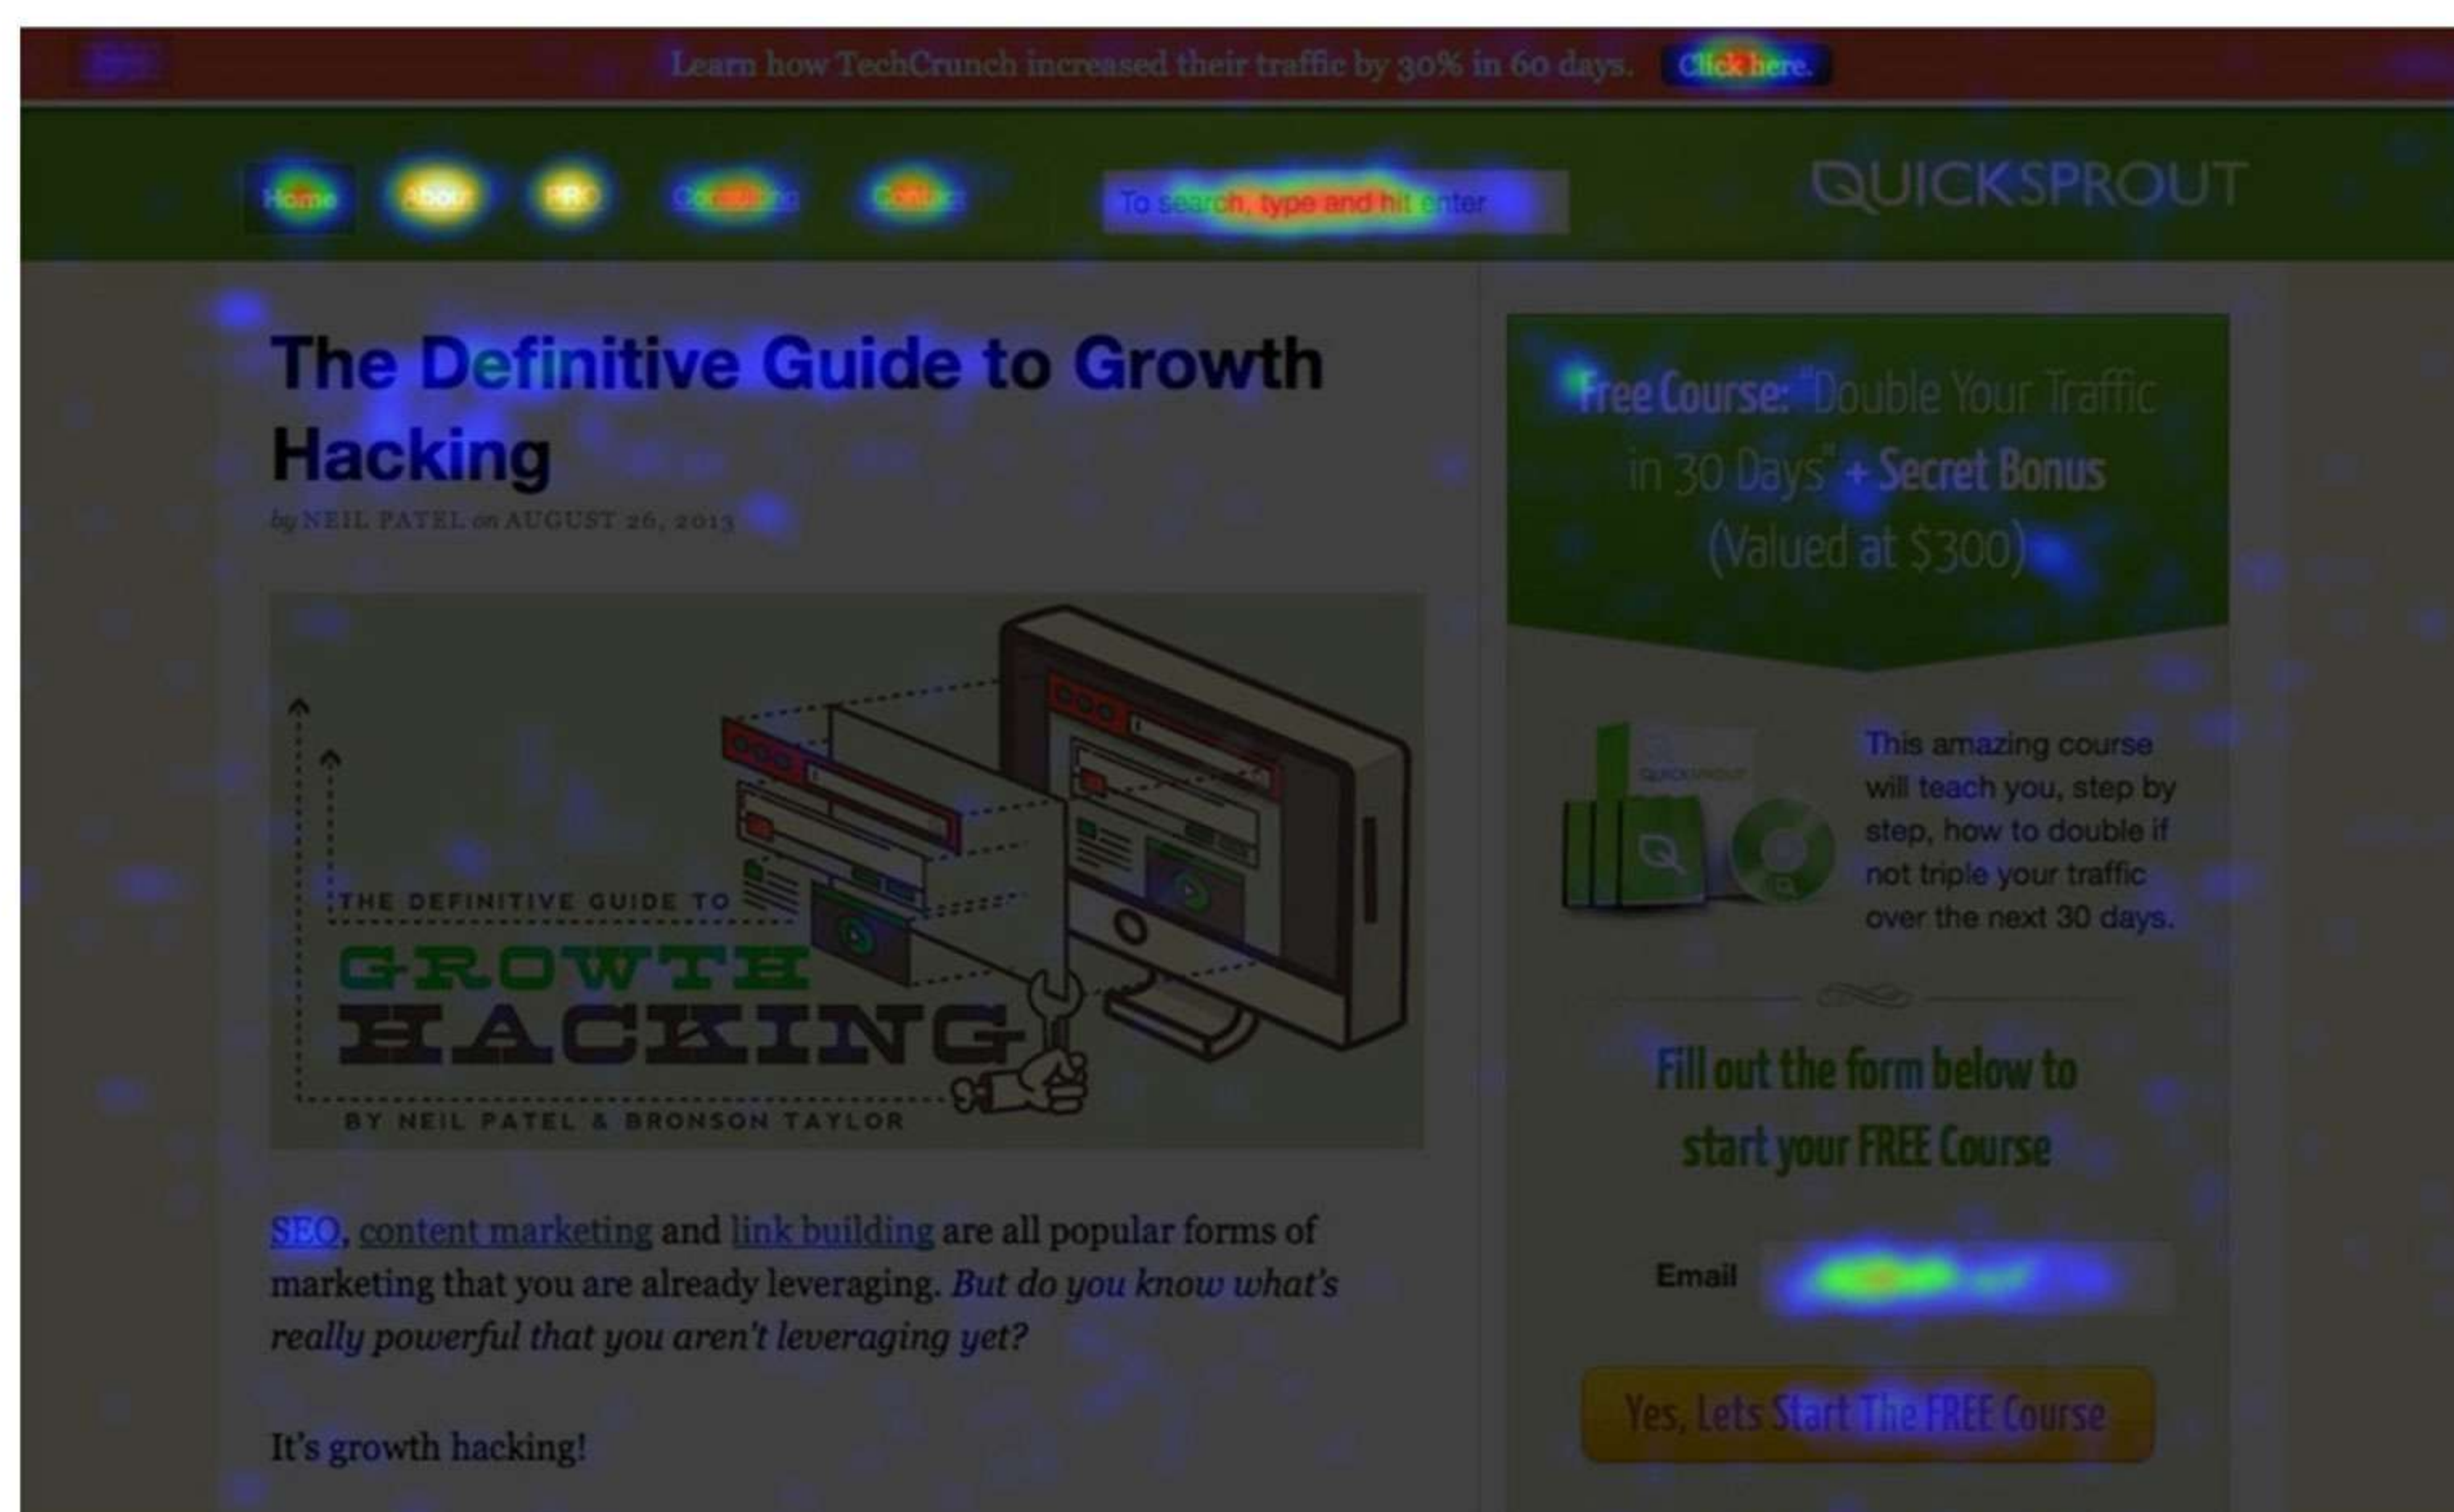 Learn how TechCrunch increased their traffic by 30% in 60 days. Click here.
Home About PRO Consulting Contact To search, type and hit enter QUICKSPROUT
The Definitive Guide to Growth
Hacking
by NEIL PATEL on AUGUST 26, 2013
THE DEFINITIVE GUIDE TO
GROWTH
HACKING
BY NEIL PATEL & BRONSON TAYLOR
SEO, content marketing and link building are all popular forms of
marketing that you are already leveraging. But do you know what's
really powerful that you aren't leveraging yet?
It's growth hacking!
Free Course: "Double Your Traffic
in 30 Days" + Secret Bonus
(Valued at $300)
QUICKSPROUT
This amazing course
will teach you, step by
step, how to double if
not triple your traffic
over the next 30 days.
Fill out the form below to
start your FREE Course
Email
Yes, Lets Start The FREE Course